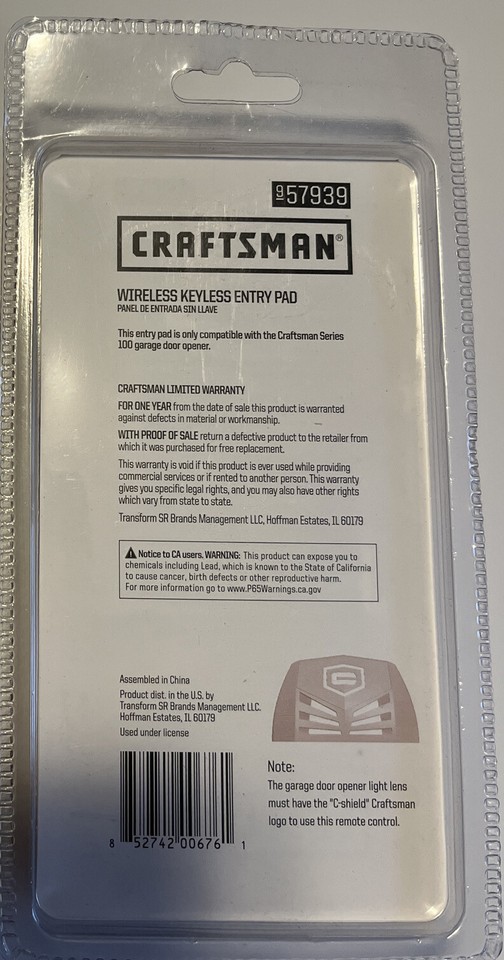 957939
CRAFTSMAN®
WIRELESS KEYLESS ENTRY PAD
PANEL DE ENTRADA SIN LLAVE
This entry pad is only compatible with the Craftsman Series
100 garage door opener.
CRAFTSMAN LIMITED WARRANTY
FOR ONE YEAR from the date of sale this product is warranted
against defects in material or workmanship.
WITH PROOF OF SALE return a defective product to the retailer from
which it was purchased for free replacement.
This warranty is void if this product is ever used while providing
commercial services or if rented to another person. This warranty
gives you specific legal rights, and you may also have other rights
which vary from state to state.
Transform SR Brands Management LLC, Hoffman Estates, IL 60179
Notice to CA users. WARNING: This product can expose you to
chemicals including Lead, which is known to the State of California
to cause cancer, birth defects or other reproductive harm.
For more information go to www.P65Warnings.ca.gov
Assembled in China
Product dist. in the U.S. by
Transform SR Brands Management LLC.
Hoffman Estates, IL 60179
Used under license
8 52742 00676 1
Note:
The garage door opener light lens
must have the "C-shield" Craftsman
logo to use this remote control.